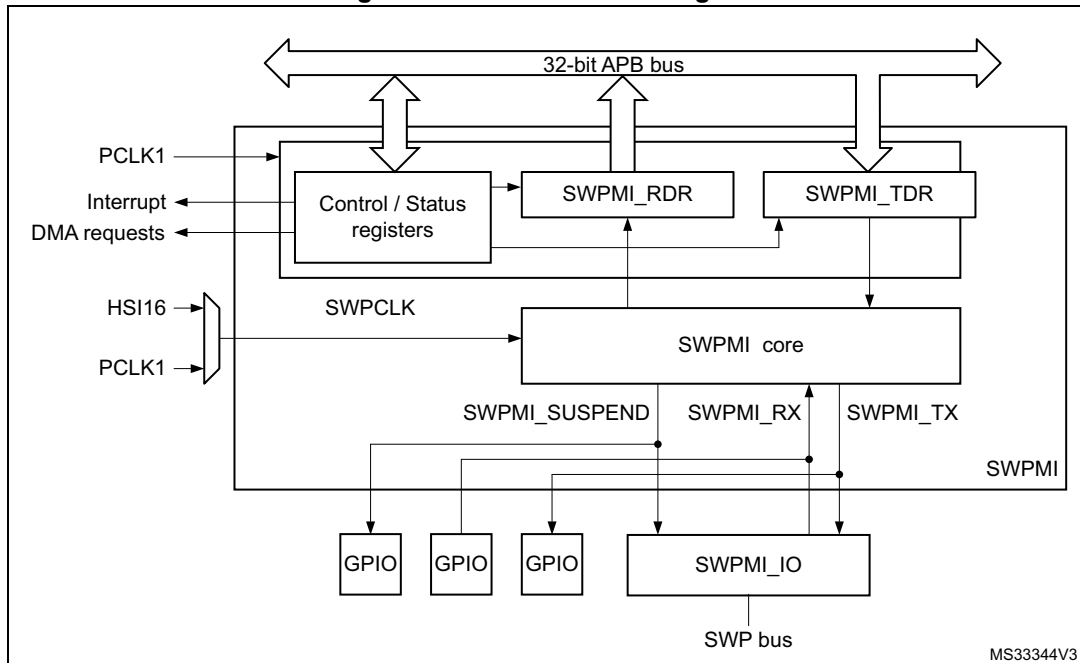 32-bit APB bus
PCLK1
Interrupt
DMA requests
Control / Status
registers
SWPMI_RDR
SWPMI_TDR
HSI16
PCLK1
SWPCLK
SWPMI core
SWPMI_SUSPEND
SWPMI_RX
SWPMI_TX
SWPMI
GPIO
GPIO
GPIO
SWPMI_IO
SWP bus
MS33344V3